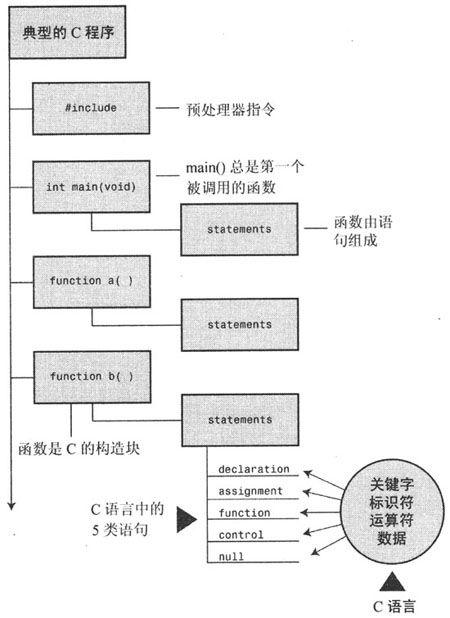 典型的 C 程序
#include
预处理器指令
int main(void)
main() 总是第一个
被调用的函数
statements
函数由语
句组成
function a( )
statements
function b( )
statements
函数是 C 的构造块
declaration
assignment
function
control
null
C 语言中的
5 类语句
关键字
标识符
运算符
数据
C 语言